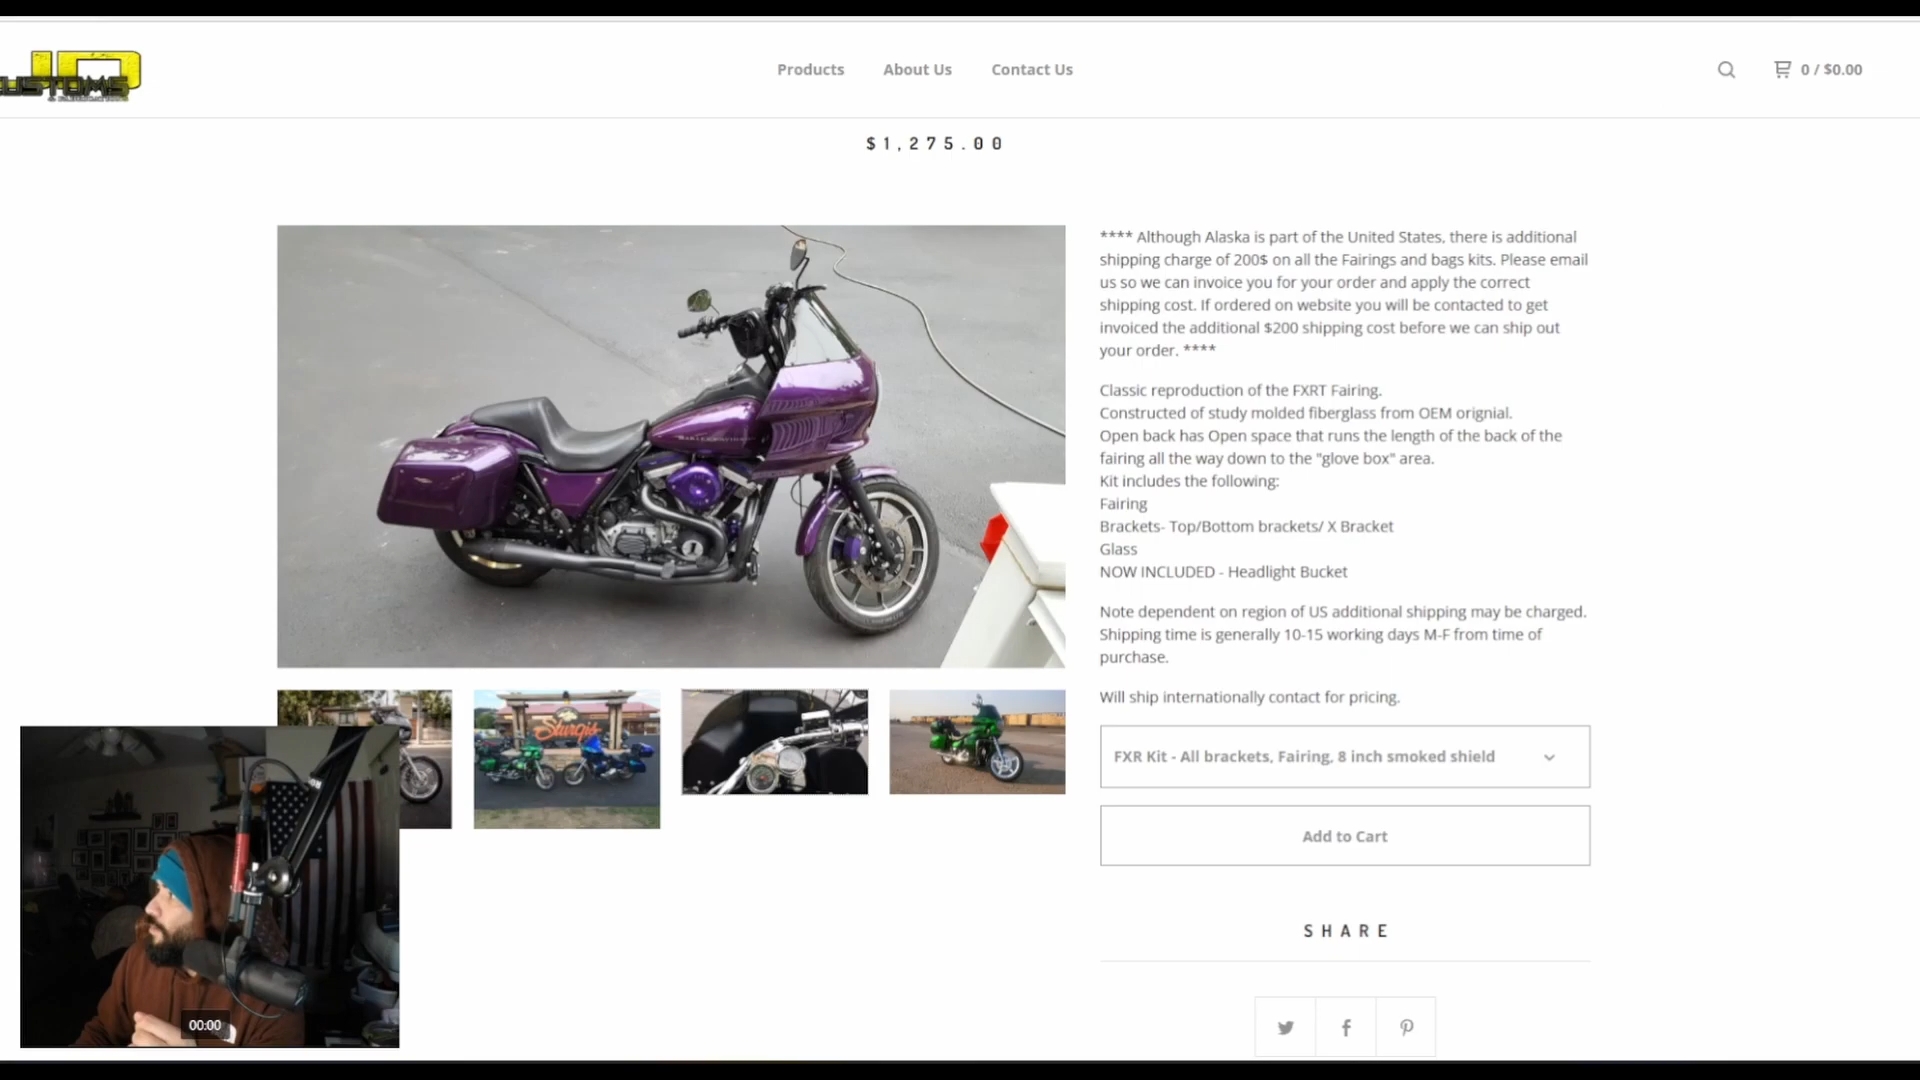 JD
CUSTOMS
Products
About Us
Contact Us
0 / $0.00
$1,275.00
**** Although Alaska is part of the United States, there is additional
shipping charge of 200$ on all the Fairings and bags kits. Please email
us so we can invoice you for your order and apply the correct
shipping cost. If ordered on website you will be contacted to get
invoiced the additional $200 shipping cost before we can ship out
your order. ****
Classic reproduction of the FXRT Fairing.
Constructed of study molded fiberglass from OEM orignial.
Open back has Open space that runs the length of the back of the
fairing all the way down to the "glove box" area.
Kit includes the following:
Fairing
Brackets- Top/Bottom brackets/ X Bracket
Glass
NOW INCLUDED - Headlight Bucket
Note dependent on region of US additional shipping may be charged.
Shipping time is generally 10-15 working days M-F from time of
purchase.
Will ship internationally contact for pricing.
FXR Kit - All brackets, Fairing, 8 inch smoked shield
Add to Cart
SHARE
Sturgis
00:00